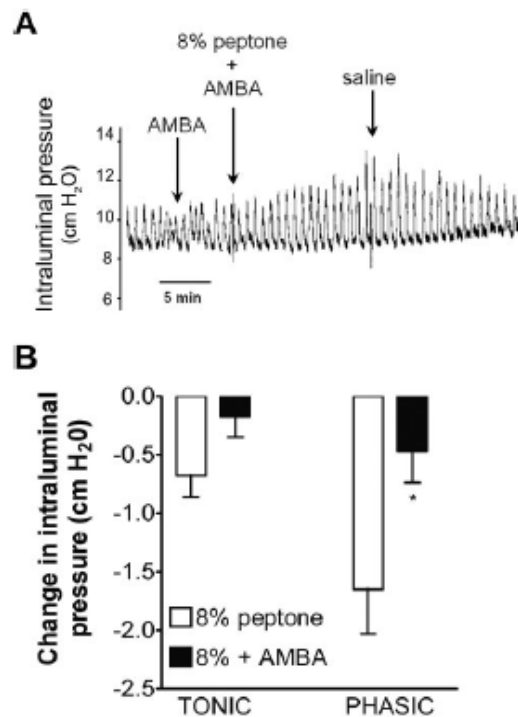 A
8% peptone
+
AMBA
saline
AMBA
Intraluminal pressure
(cm H₂O)
14
12
10
8
6
5 min
B
Change in intraluminal
pressure (cm H₂0)
0.0
-0.5
-1.0
-1.5
-2.0
-2.5
*
8% peptone
8% + AMBA
TONIC PHASIC